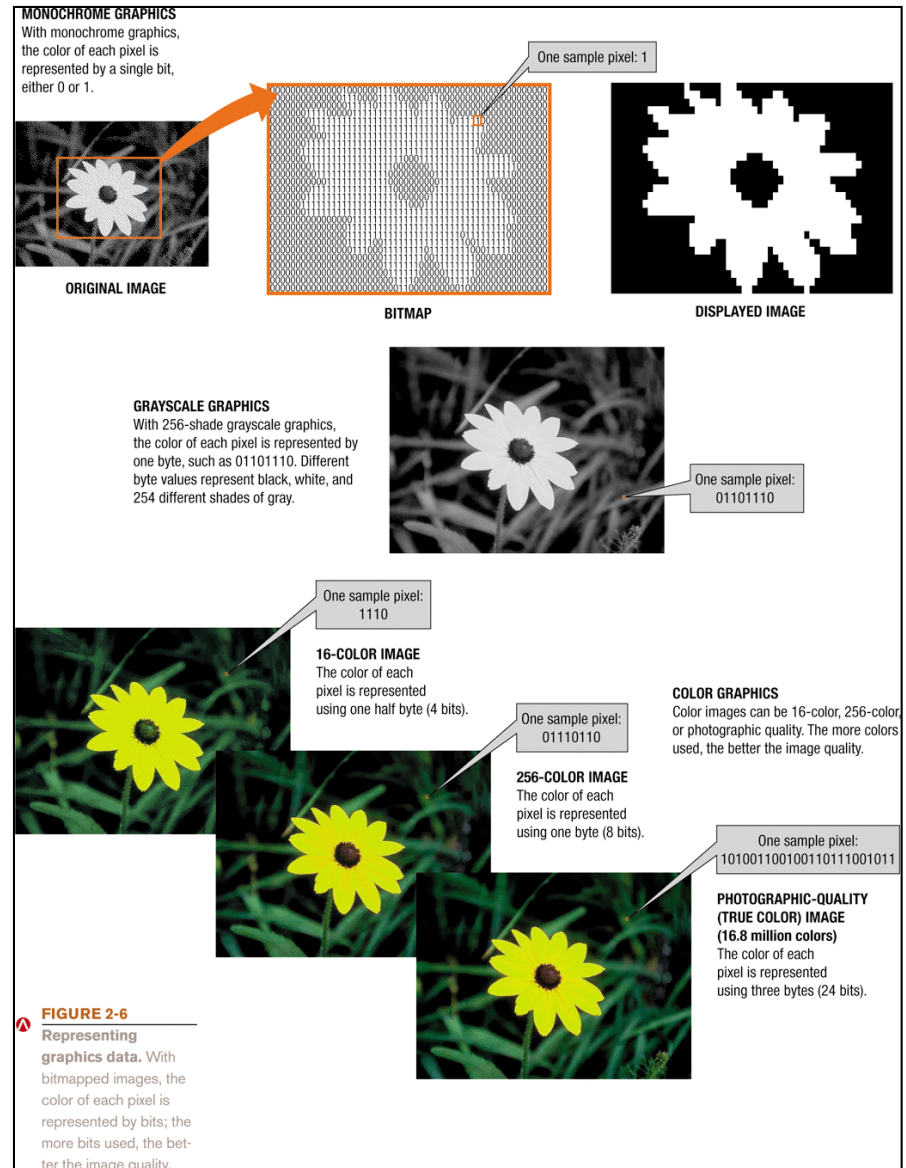 MONOCHROME GRAPHICS
With monochrome graphics,
the color of each pixel is
represented by a single bit,
either 0 or 1.
One sample pixel: 1
ORIGINAL IMAGE
BITMAP
DISPLAYED IMAGE
GRAYSCALE GRAPHICS
With 256-shade grayscale graphics,
the color of each pixel is represented by
one byte, such as 01101110. Different
byte values represent black, white, and
254 different shades of gray.
One sample pixel:
01101110
One sample pixel:
1110
16-COLOR IMAGE
The color of each
pixel is represented
using one half byte (4 bits).
One sample pixel:
01110110
256-COLOR IMAGE
The color of each
pixel is represented
using one byte (8 bits).
COLOR GRAPHICS
Color images can be 16-color, 256-color,
or photographic quality. The more colors
used, the better the image quality.
One sample pixel:
101001100100110111001011
PHOTOGRAPHIC-QUALITY
(TRUE COLOR) IMAGE
(16.8 million colors)
The color of each
pixel is represented
using three bytes (24 bits).
FIGURE 2-6
Representing
graphics data. With
bitmapped images, the
color of each pixel is
represented by bits; the
more bits used, the bet-
ter the image quality.